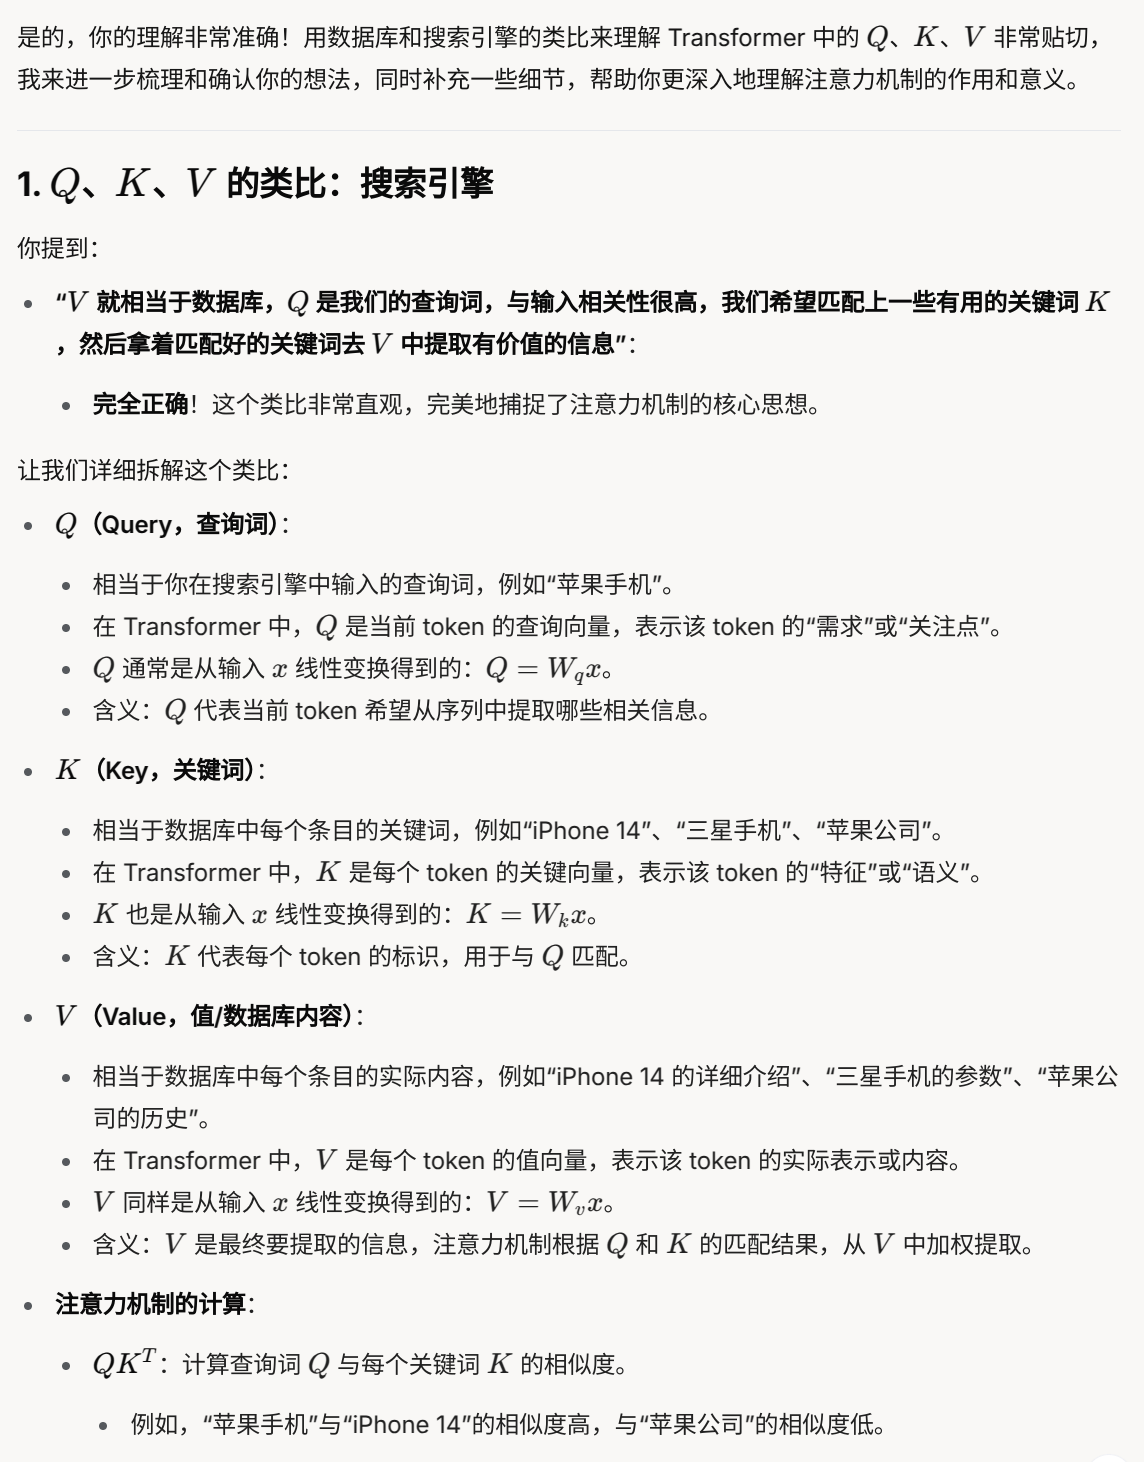 是的，你的理解非常准确！用数据库和搜索引擎的类比来理解 Transformer 中的 Q、K、V 非常贴切，
我来进一步梳理和确认你的想法，同时补充一些细节，帮助你更深入地理解注意力机制的作用和意义。
1. Q、K、V 的类比：搜索引擎
你提到：
“V 就相当于数据库，Q 是我们的查询词，与输入相关性很高，我们希望匹配上一些有用的关键词 K
，然后拿着匹配好的关键词去 V 中提取有价值的信息”：
完全正确！这个类比非常直观，完美地捕捉了注意力机制的核心思想。
让我们详细拆解这个类比：
Q（Query，查询词）：
相当于你在搜索引擎中输入的查询词，例如“苹果手机”。
在 Transformer 中，Q 是当前 token 的查询向量，表示该 token 的“需求”或“关注点”。
Q 通常是从输入 x 线性变换得到的：Q = W_q x。
含义：Q 代表当前 token 希望从序列中提取哪些相关信息。
K（Key，关键词）：
相当于数据库中每个条目的关键词，例如“iPhone 14”、“三星手机”、“苹果公司”。
在 Transformer 中，K 是每个 token 的关键向量，表示该 token 的“特征”或“语义”。
K 也是从输入 x 线性变换得到的：K = W_k x。
含义：K 代表每个 token 的标识，用于与 Q 匹配。
V（Value，值/数据库内容）：
相当于数据库中每个条目的实际内容，例如“iPhone 14 的详细介绍”、“三星手机的参数”、“苹果公
司的历史”。
在 Transformer 中，V 是每个 token 的值向量，表示该 token 的实际表示或内容。
V 同样是从输入 x 线性变换得到的：V = W_v x。
含义：V 是最终要提取的信息，注意力机制根据 Q 和 K 的匹配结果，从 V 中加权提取。
注意力机制的计算：
QK^T：计算查询词 Q 与每个关键词 K 的相似度。
例如，“苹果手机”与“iPhone 14”的相似度高，与“苹果公司”的相似度低。